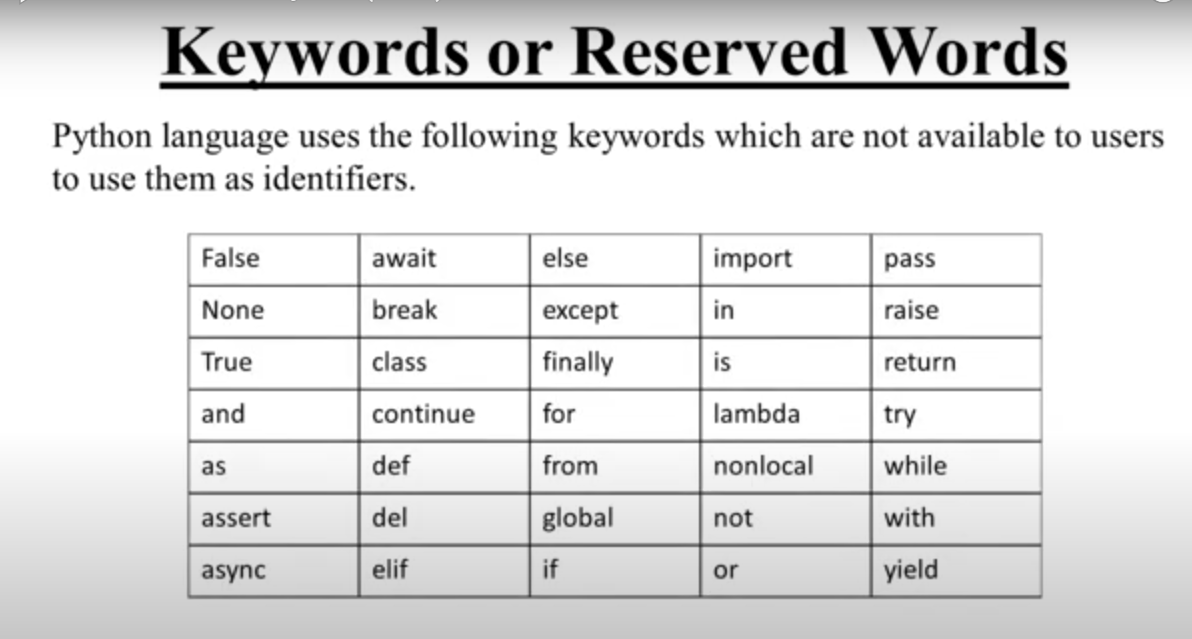 Keywords or Reserved Words
Python language uses the following keywords which are not available to users
to use them as identifiers.
False await else import pass
None break except in raise
True class finally is return
and continue for lambda try
as def from nonlocal while
assert del global not with
async elif if or yield